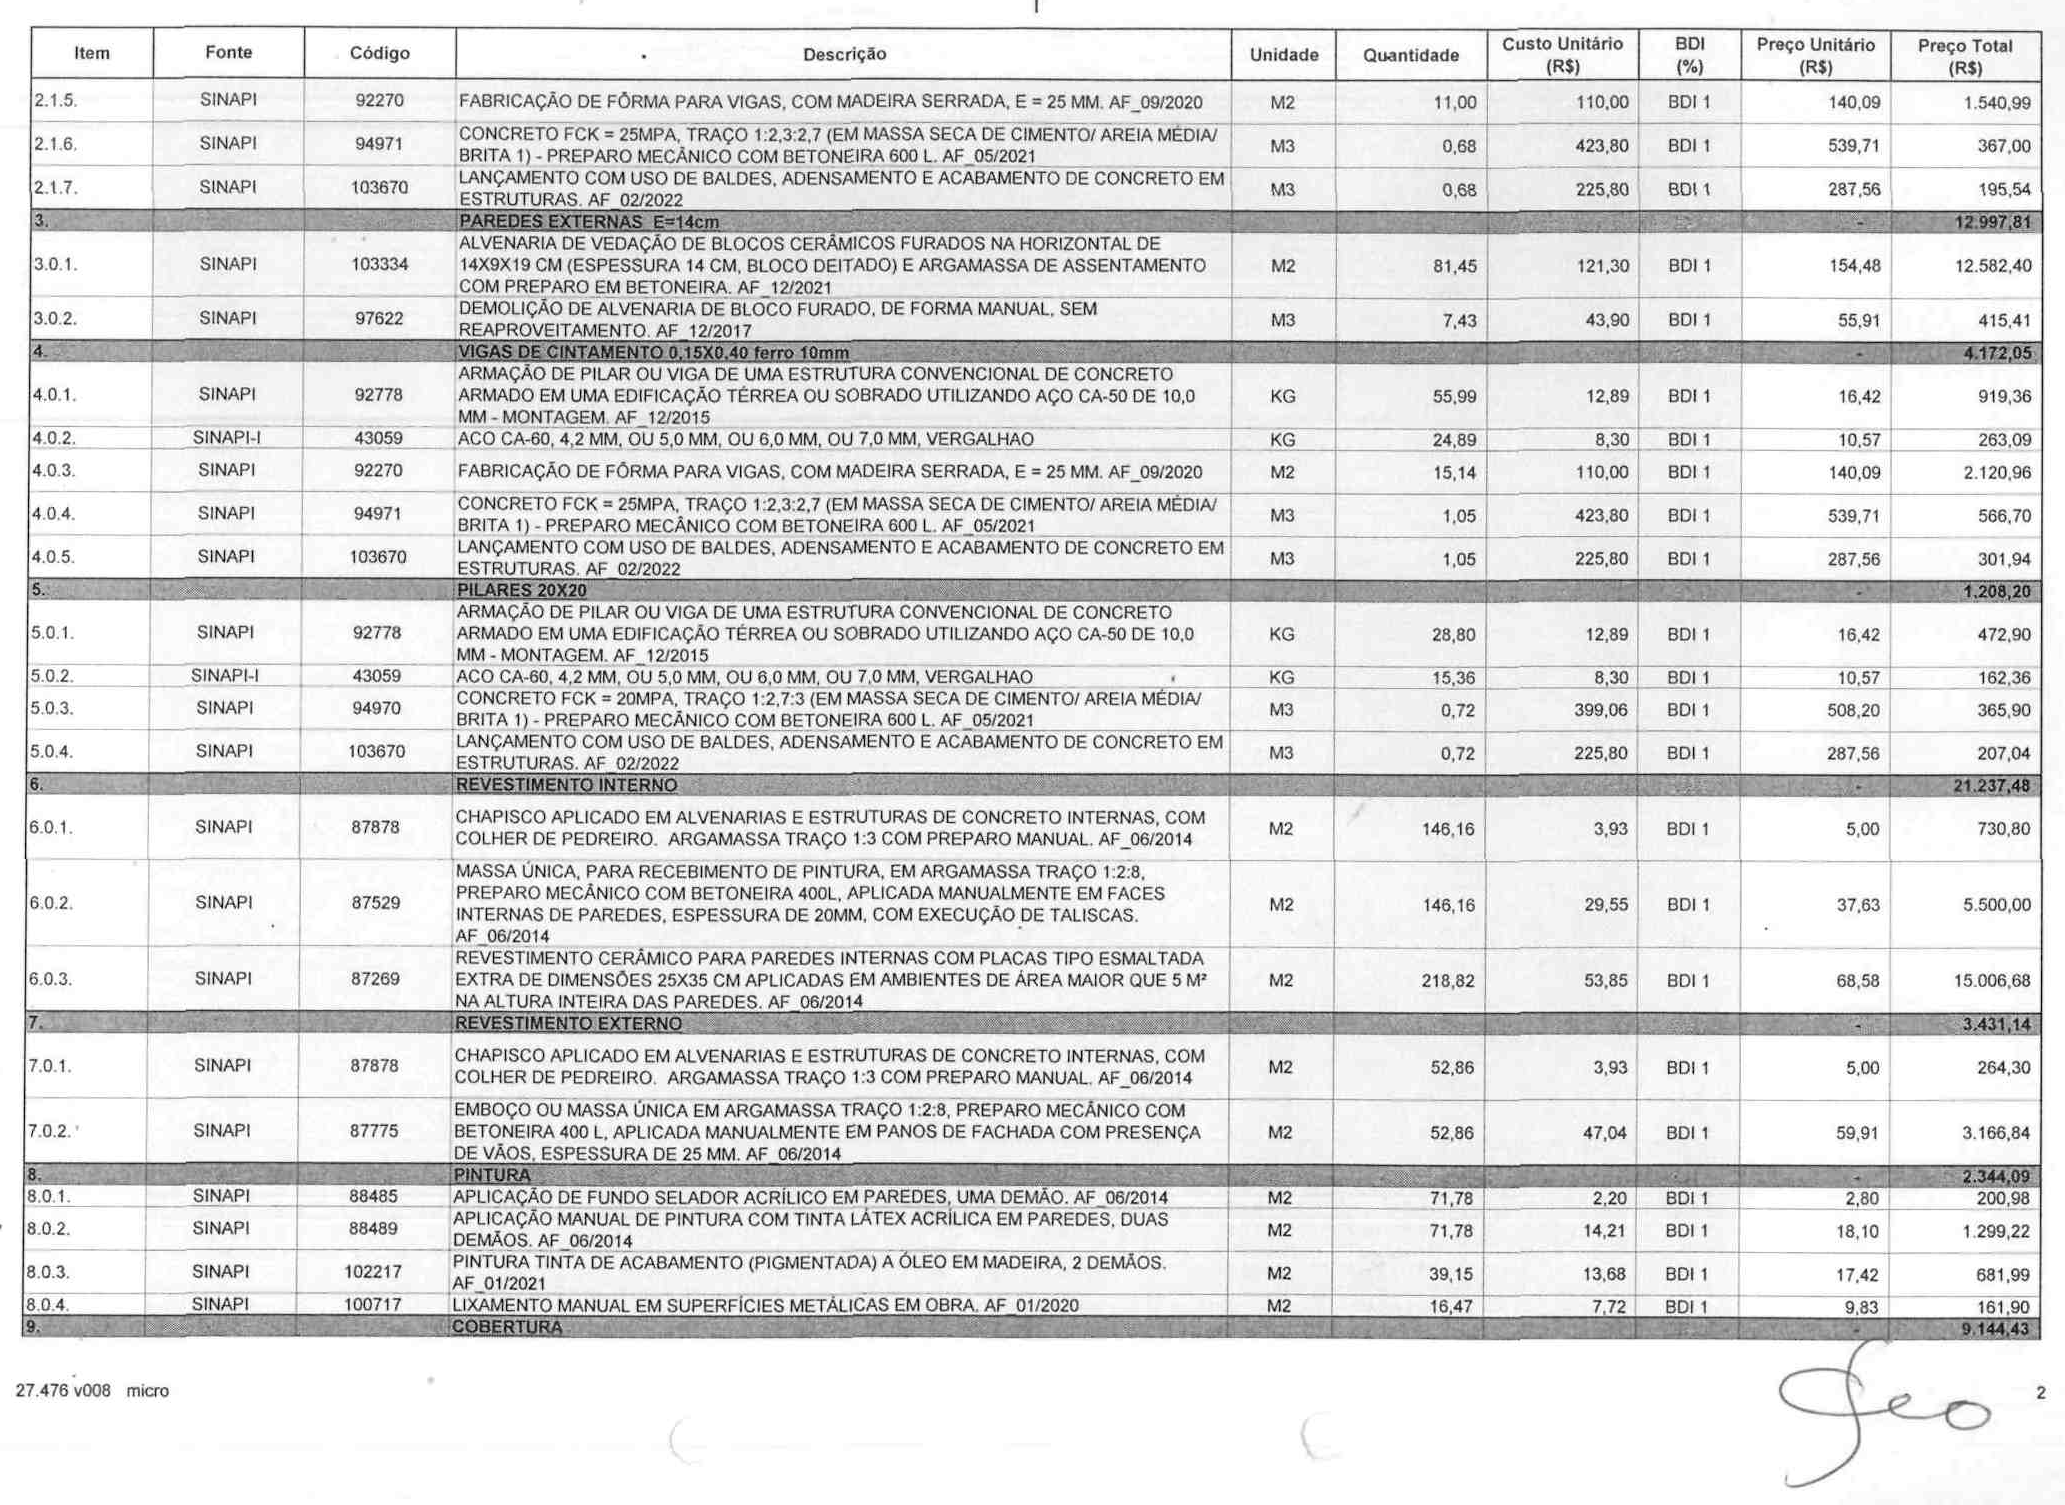 Item Fonte Código Descrição Unidade Quantidade Custo Unitário (R$) BDI (%) Preço Unitário (R$) Preço Total (R$)
2.1.5. SINAPI 92270 FABRICAÇÃO DE FÔRMA PARA VIGAS, COM MADEIRA SERRADA, E = 25 MM. AF_09/2020 M2 11,00 110,00 BDI 1 140,09 1.540,99
2.1.6. SINAPI 94971 CONCRETO FCK = 25MPA, TRAÇO 1:2,3:2,7 (EM MASSA SECA DE CIMENTO/ AREIA MÉDIA/
BRITA 1) - PREPARO MECÂNICO COM BETONEIRA 600 L. AF_05/2021 M3 0,68 423,80 BDI 1 539,71 367,00
2.1.7. SINAPI 103670 LANÇAMENTO COM USO DE BALDES, ADENSAMENTO E ACABAMENTO DE CONCRETO EM
ESTRUTURAS. AF_02/2022 M3 0,68 225,80 BDI 1 287,56 195,54
3. PAREDES EXTERNAS E=14cm - 12.997,81
3.0.1. SINAPI 103334 ALVENARIA DE VEDAÇÃO DE BLOCOS CERÂMICOS FURADOS NA HORIZONTAL DE
14X9X19 CM (ESPESSURA 14 CM, BLOCO DEITADO) E ARGAMASSA DE ASSENTAMENTO
COM PREPARO EM BETONEIRA. AF_12/2021 M2 81,45 121,30 BDI 1 154,48 12.582,40
3.0.2. SINAPI 97622 DEMOLIÇÃO DE ALVENARIA DE BLOCO FURADO, DE FORMA MANUAL, SEM
REAPROVEITAMENTO. AF_12/2017 M3 7,43 43,90 BDI 1 55,91 415,41
4. VIGAS DE CINTAMENTO 0,15X0,40 ferro 10mm - 4.172,05
4.0.1. SINAPI 92778 ARMAÇÃO DE PILAR OU VIGA DE UMA ESTRUTURA CONVENCIONAL DE CONCRETO
ARMADO EM UMA EDIFICAÇÃO TÉRREA OU SOBRADO UTILIZANDO AÇO CA-50 DE 10,0
MM - MONTAGEM. AF_12/2015 KG 55,99 12,89 BDI 1 16,42 919,36
4.0.2. SINAPI-I 43059 ACO CA-60, 4,2 MM, OU 5,0 MM, OU 6,0 MM, OU 7,0 MM, VERGALHAO KG 24,89 8,30 BDI 1 10,57 263,09
4.0.3. SINAPI 92270 FABRICAÇÃO DE FÔRMA PARA VIGAS, COM MADEIRA SERRADA, E = 25 MM. AF_09/2020 M2 15,14 110,00 BDI 1 140,09 2.120,96
4.0.4. SINAPI 94971 CONCRETO FCK = 25MPA, TRAÇO 1:2,3:2,7 (EM MASSA SECA DE CIMENTO/ AREIA MÉDIA/
BRITA 1) - PREPARO MECÂNICO COM BETONEIRA 600 L. AF_05/2021 M3 1,05 423,80 BDI 1 539,71 566,70
4.0.5. SINAPI 103670 LANÇAMENTO COM USO DE BALDES, ADENSAMENTO E ACABAMENTO DE CONCRETO EM
ESTRUTURAS. AF_02/2022 M3 1,05 225,80 BDI 1 287,56 301,94
5. PILARES 20X20 - 1.208,20
5.0.1. SINAPI 92778 ARMAÇÃO DE PILAR OU VIGA DE UMA ESTRUTURA CONVENCIONAL DE CONCRETO
ARMADO EM UMA EDIFICAÇÃO TÉRREA OU SOBRADO UTILIZANDO AÇO CA-50 DE 10,0
MM - MONTAGEM. AF_12/2015 KG 28,80 12,89 BDI 1 16,42 472,90
5.0.2. SINAPI-I 43059 ACO CA-60, 4,2 MM, OU 5,0 MM, OU 6,0 MM, OU 7,0 MM, VERGALHAO KG 15,36 8,30 BDI 1 10,57 162,36
5.0.3. SINAPI 94970 CONCRETO FCK = 20MPA, TRAÇO 1:2,7:3 (EM MASSA SECA DE CIMENTO/ AREIA MÉDIA/
BRITA 1) - PREPARO MECÂNICO COM BETONEIRA 600 L. AF_05/2021 M3 0,72 399,06 BDI 1 508,20 365,90
5.0.4. SINAPI 103670 LANÇAMENTO COM USO DE BALDES, ADENSAMENTO E ACABAMENTO DE CONCRETO EM
ESTRUTURAS. AF_02/2022 M3 0,72 225,80 BDI 1 287,56 207,04
6. REVESTIMENTO INTERNO - 21.237,48
6.0.1. SINAPI 87878 CHAPISCO APLICADO EM ALVENARIAS E ESTRUTURAS DE CONCRETO INTERNAS, COM
COLHER DE PEDREIRO. ARGAMASSA TRAÇO 1:3 COM PREPARO MANUAL. AF_06/2014 M2 146,16 3,93 BDI 1 5,00 730,80
6.0.2. SINAPI 87529 MASSA ÚNICA, PARA RECEBIMENTO DE PINTURA, EM ARGAMASSA TRAÇO 1:2:8,
PREPARO MECÂNICO COM BETONEIRA 400L, APLICADA MANUALMENTE EM FACES
INTERNAS DE PAREDES, ESPESSURA DE 20MM, COM EXECUÇÃO DE TALISCAS.
AF_06/2014 M2 146,16 29,55 BDI 1 37,63 5.500,00
6.0.3. SINAPI 87269 REVESTIMENTO CERÂMICO PARA PAREDES INTERNAS COM PLACAS TIPO ESMALTADA
EXTRA DE DIMENSÕES 25X35 CM APLICADAS EM AMBIENTES DE ÁREA MAIOR QUE 5 M²
NA ALTURA INTEIRA DAS PAREDES. AF_06/2014 M2 218,82 53,85 BDI 1 68,58 15.006,68
7. REVESTIMENTO EXTERNO - 3.431,14
7.0.1. SINAPI 87878 CHAPISCO APLICADO EM ALVENARIAS E ESTRUTURAS DE CONCRETO INTERNAS, COM
COLHER DE PEDREIRO. ARGAMASSA TRAÇO 1:3 COM PREPARO MANUAL. AF_06/2014 M2 52,86 3,93 BDI 1 5,00 264,30
7.0.2. SINAPI 87775 EMBOÇO OU MASSA ÚNICA EM ARGAMASSA TRAÇO 1:2:8, PREPARO MECÂNICO COM
BETONEIRA 400 L, APLICADA MANUALMENTE EM PANOS DE FACHADA COM PRESENÇA
DE VÃOS, ESPESSURA DE 25 MM. AF_06/2014 M2 52,86 47,04 BDI 1 59,91 3.166,84
8. PINTURA - 2.344,09
8.0.1. SINAPI 88485 APLICAÇÃO DE FUNDO SELADOR ACRÍLICO EM PAREDES, UMA DEMÃO. AF_06/2014 M2 71,78 2,20 BDI 1 2,80 200,98
8.0.2. SINAPI 88489 APLICAÇÃO MANUAL DE PINTURA COM TINTA LÁTEX ACRÍLICA EM PAREDES, DUAS
DEMÃOS. AF_06/2014 M2 71,78 14,21 BDI 1 18,10 1.299,22
8.0.3. SINAPI 102217 PINTURA TINTA DE ACABAMENTO (PIGMENTADA) A ÓLEO EM MADEIRA, 2 DEMÃOS.
AF_01/2021 M2 39,15 13,68 BDI 1 17,42 681,99
8.0.4. SINAPI 100717 LIXAMENTO MANUAL EM SUPERFÍCIES METÁLICAS EM OBRA. AF_01/2020 M2 16,47 7,72 BDI 1 9,83 161,90
9. COBERTURA - 9.144,43
27.476 v008 micro 2